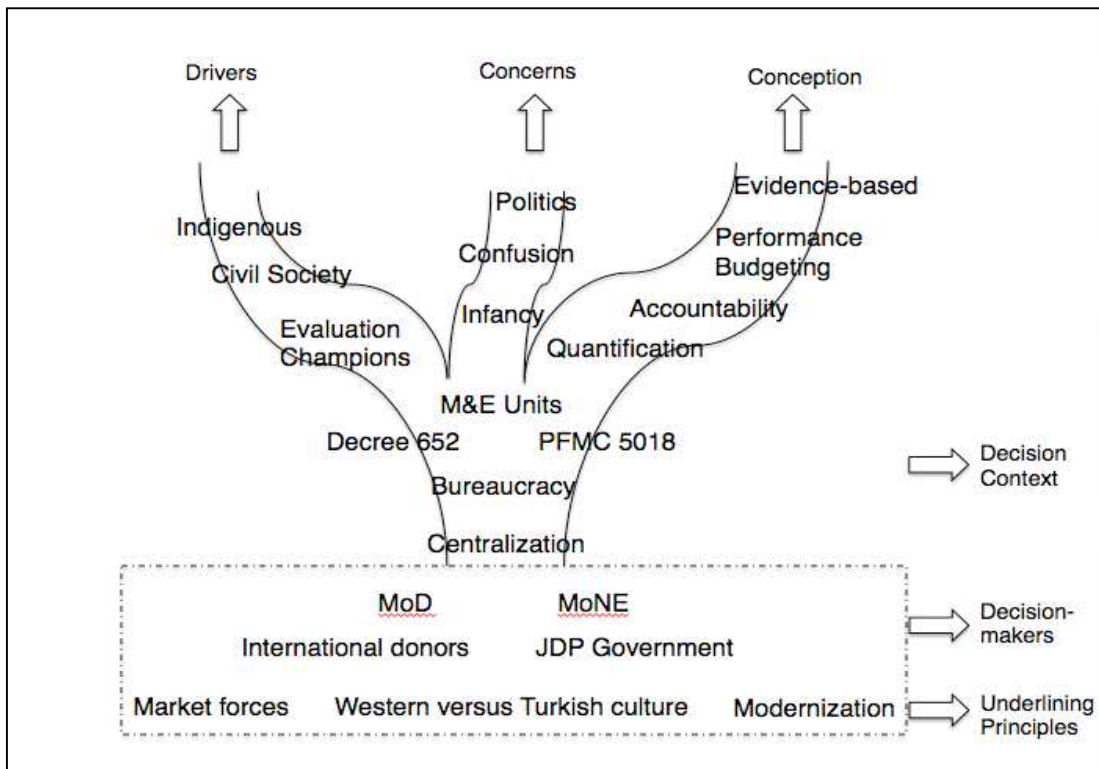 Drivers
Concerns
Conception
Evidence-based
Politics
Indigenous
Performance
Budgeting
Confusion
Civil Society
Accountability
Infancy
Evaluation
Champions
Quantification
M&E Units
Decree 652
PFMC 5018
Decision
Context
Bureaucracy
Centralization
MoD
MoNE
Decision-
makers
International donors
JDP Government
Market forces
Western versus Turkish culture
Modernization
Underlining
Principles